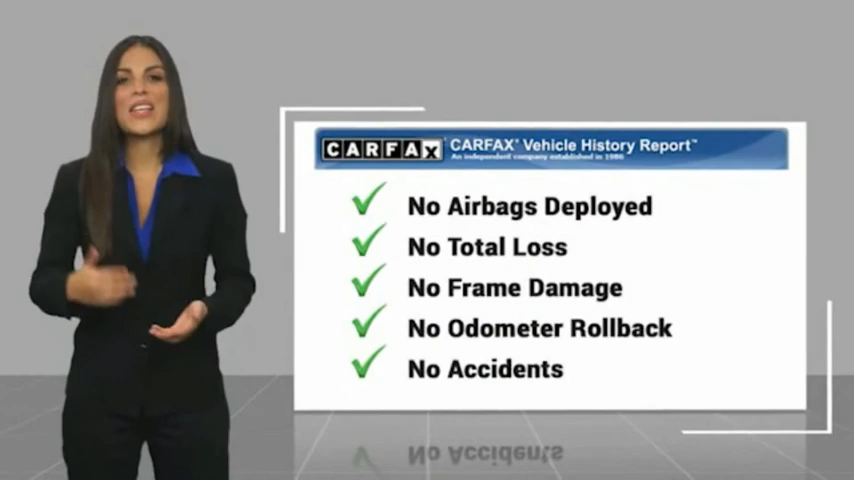 CARFAX CARFAX® Vehicle History Report™
An independent company established in 1986
No Airbags Deployed
No Total Loss
No Frame Damage
No Odometer Rollback
No Accidents
No Accidents